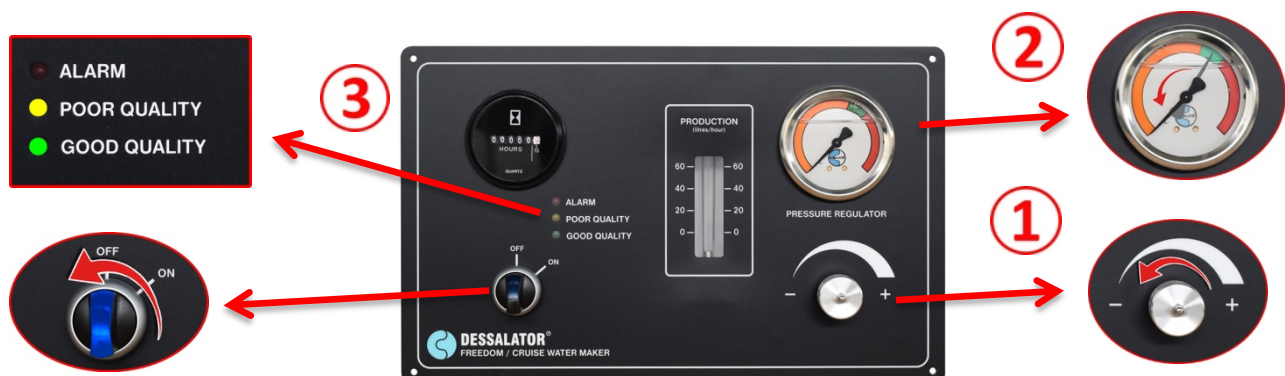 ALARM
POOR QUALITY
GOOD QUALITY
3
2
1
HOURS
QUARTZ
ALARM
POOR QUALITY
GOOD QUALITY
OFF
ON
PRODUCTION
(litres/hour)
60 60
40 40
20 20
0 0
PRESSURE REGULATOR
- +
DESSALATOR®
FREEDOM / CRUISE WATER MAKER
OFF
ON
- +